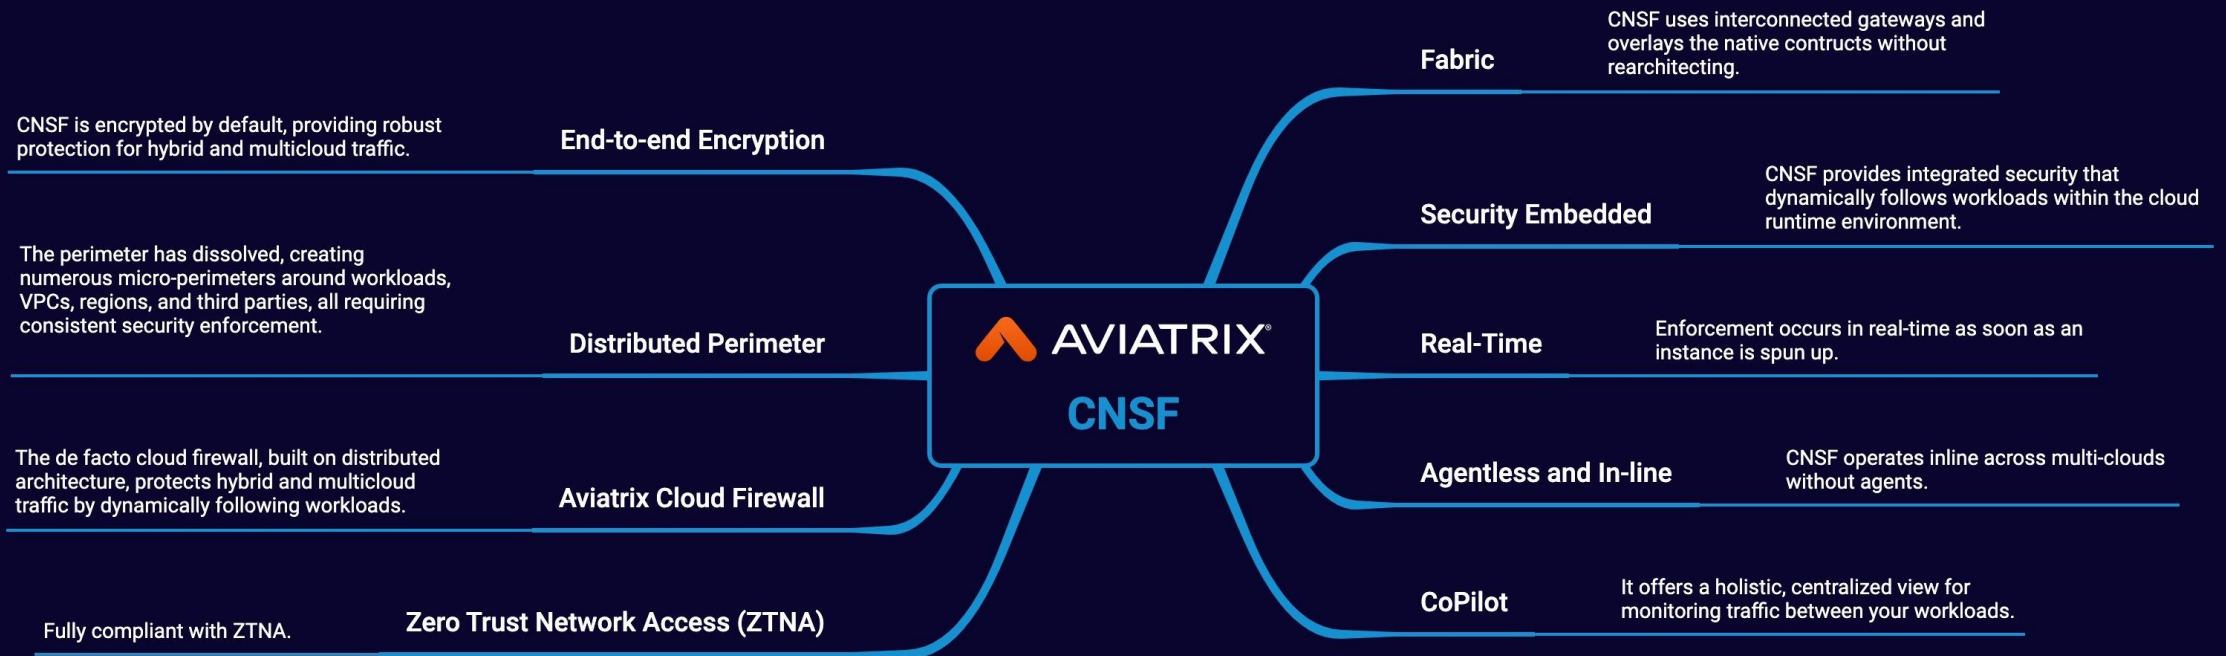 CNSF is encrypted by default, providing robust
protection for hybrid and multicloud traffic.
End-to-end Encryption
The perimeter has dissolved, creating
numerous micro-perimeters around workloads,
VPCs, regions, and third parties, all requiring
consistent security enforcement.
Distributed Perimeter
The de facto cloud firewall, built on distributed
architecture, protects hybrid and multicloud
traffic by dynamically following workloads.
Aviatrix Cloud Firewall
Fully compliant with ZTNA.
Zero Trust Network Access (ZTNA)
AVIATRIX®
CNSF
Fabric
CNSF uses interconnected gateways and
overlays the native contructs without
rearchitecting.
Security Embedded
CNSF provides integrated security that
dynamically follows workloads within the cloud
runtime environment.
Real-Time
Enforcement occurs in real-time as soon as an
instance is spun up.
Agentless and In-line
CNSF operates inline across multi-clouds
without agents.
CoPilot
It offers a holistic, centralized view for
monitoring traffic between your workloads.